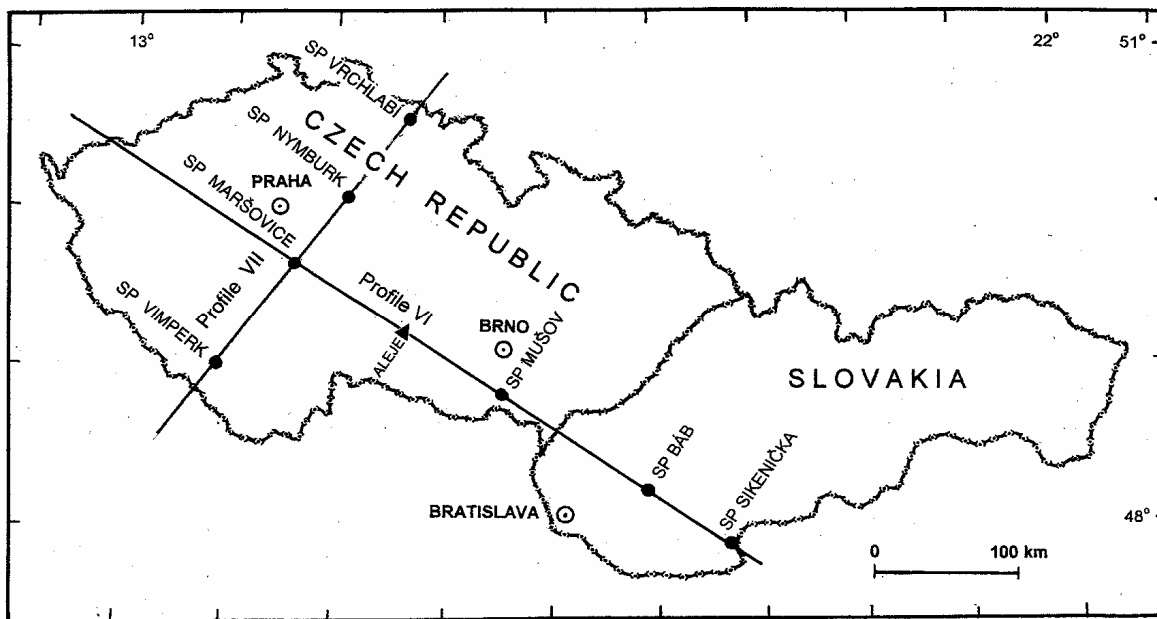 13°
22°
51°
SP VRCHLABÍ
CZECH REPUBLIC
SP NYMBURK
PRAHA
SP MARŠOVICE
Profile VII
SP VIMPERK
Profile VI
ALEJE
BRNO
SP MUŠOV
SLOVAKIA
SP BÁB
SP SIKENIČKA
BRATISLAVA
48°
0 100 km